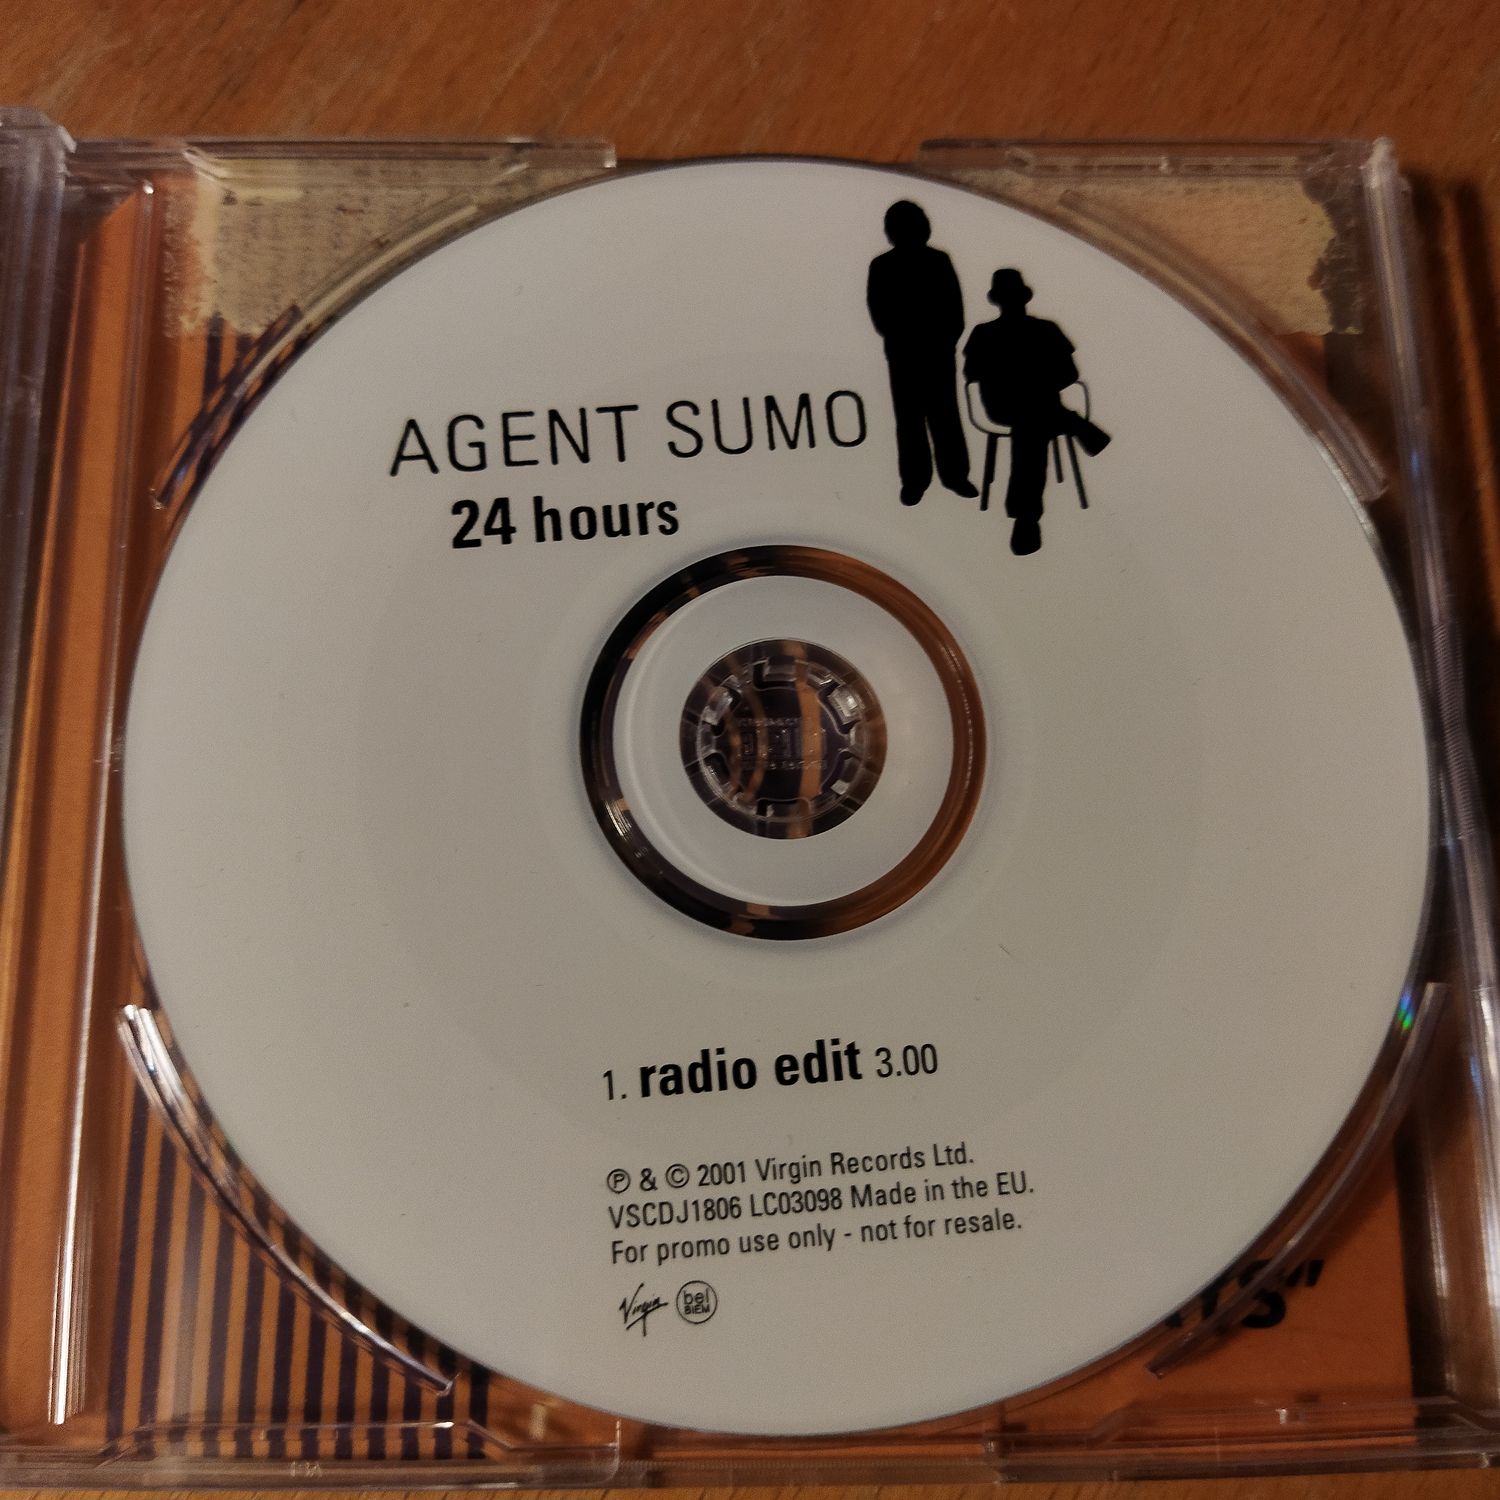 AGENT SUMO
24 hours
1. radio edit 3.00
℗ & © 2001 Virgin Records Ltd.
VSCDJ1806 LC03098 Made in the EU.
For promo use only - not for resale.
Virgin
bel
BIEM